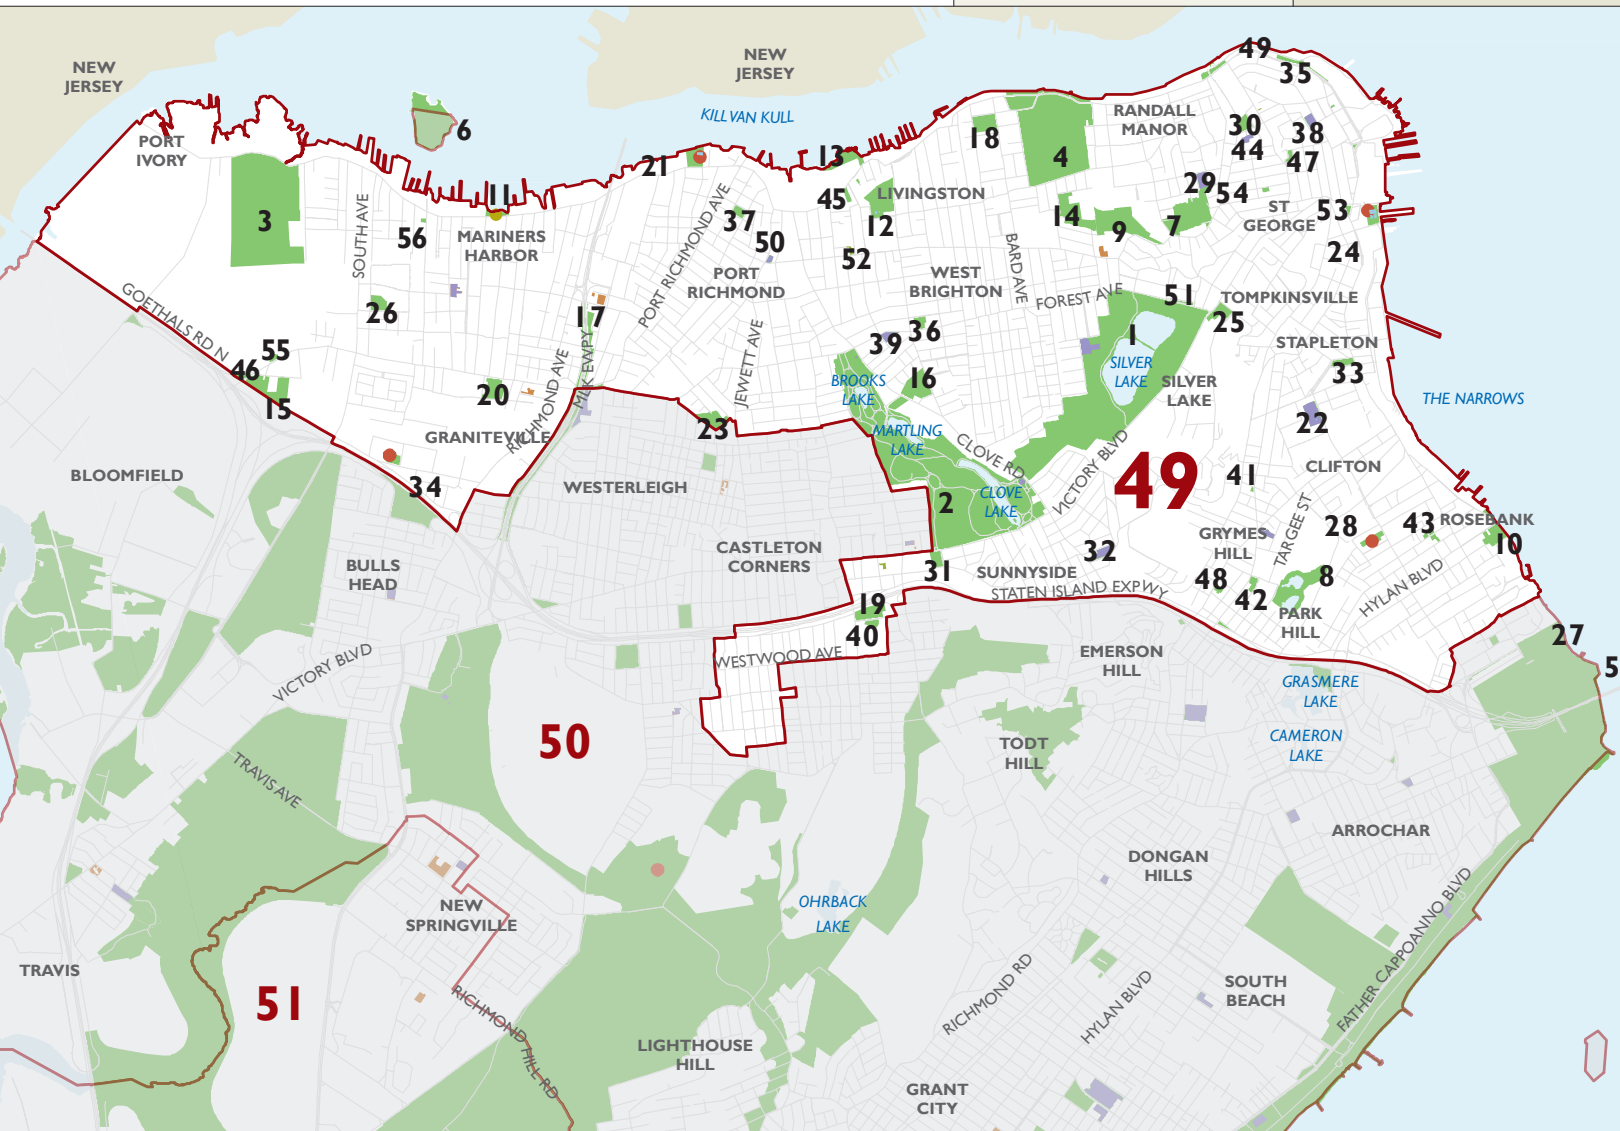 49
35
NEW
JERSEY
NEW
JERSEY
KILL VAN KULL
RANDALL
MANOR
6
PORT
IVORY
18
30
38
44
47
4
13
21
11
LIVINGSTON
45
29
54
3
SOUTH AVE
56
MARINERS
HARBOR
PORT RICHMOND AVE
37
50
12
14
9
7
ST
GEORGE
53
24
52
PORT
RICHMOND
WEST
BRIGHTON
BARD AVE
FOREST AVE
51
TOMPKINSVILLE
25
GOETHALS RD N
26
17
36
39
1
STAPLETON
33
55
46
15
20
RICHMOND AVE
MLK EWPY
JEWETT AVE
BROOKS
LAKE
16
SILVER
LAKE
SILVER
LAKE
THE NARROWS
22
23
GRANITEVILLE
MARTLING
LAKE
CLOVE RD
VICTORY BLVD
49
41
CLIFTON
BLOOMFIELD
34
WESTERLEIGH
2
CLOVE
LAKE
TARGEE ST
28
43
ROSEBANK
10
GRYMES
HILL
CASTLETON
CORNERS
32
BULLS
HEAD
31
SUNNYSIDE
STATEN ISLAND EXPWY
48
42
8
HYLAN BLVD
PARK
HILL
19
40
27
5
WESTWOOD AVE
VICTORY BLVD
EMERSON
HILL
GRASMERE
LAKE
50
TODT
HILL
CAMERON
LAKE
TRAVIS AVE
ARROCHAR
DONGAN
HILLS
NEW
SPRINGVILLE
OHRBACK
LAKE
FATHER CAPPOANNO BLVD
TRAVIS
51
RICHMOND HILL RD
RICHMOND RD
HYLAN BLVD
SOUTH
BEACH
LIGHTHOUSE
HILL
GRANT
CITY